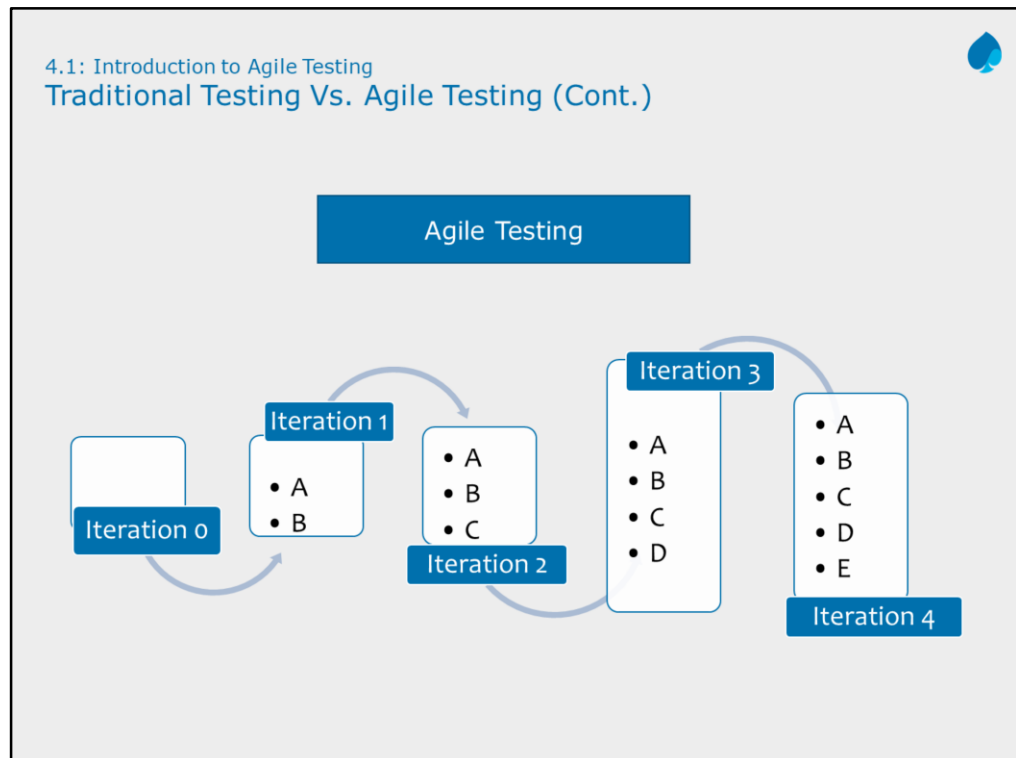 4.1: Introduction to Agile Testing
Traditional Testing Vs. Agile Testing (Cont.)
Agile Testing
Iteration 0
Iteration 1
• A
• B
• A
• B
• C
Iteration 2
Iteration 3
• A
• B
• C
• D
• A
• B
• C
• D
• E
Iteration 4